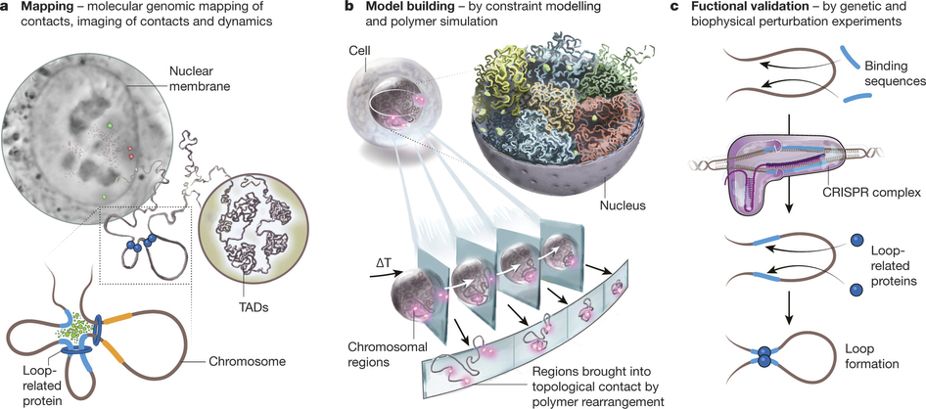 a Mapping – molecular genomic mapping of
contacts, imaging of contacts and dynamics
Nuclear
membrane
TADs
Chromosome
Loop-
related
protein
b Model building – by constraint modelling
and polymer simulation
Cell
Nucleus
ΔT
Chromosomal
regions
Regions brought into
topological contact by
polymer rearrangement
c Fuctional validation – by genetic and
biophysical perturbation experiments
Binding
sequences
CRISPR complex
Loop-
related
proteins
Loop
formation